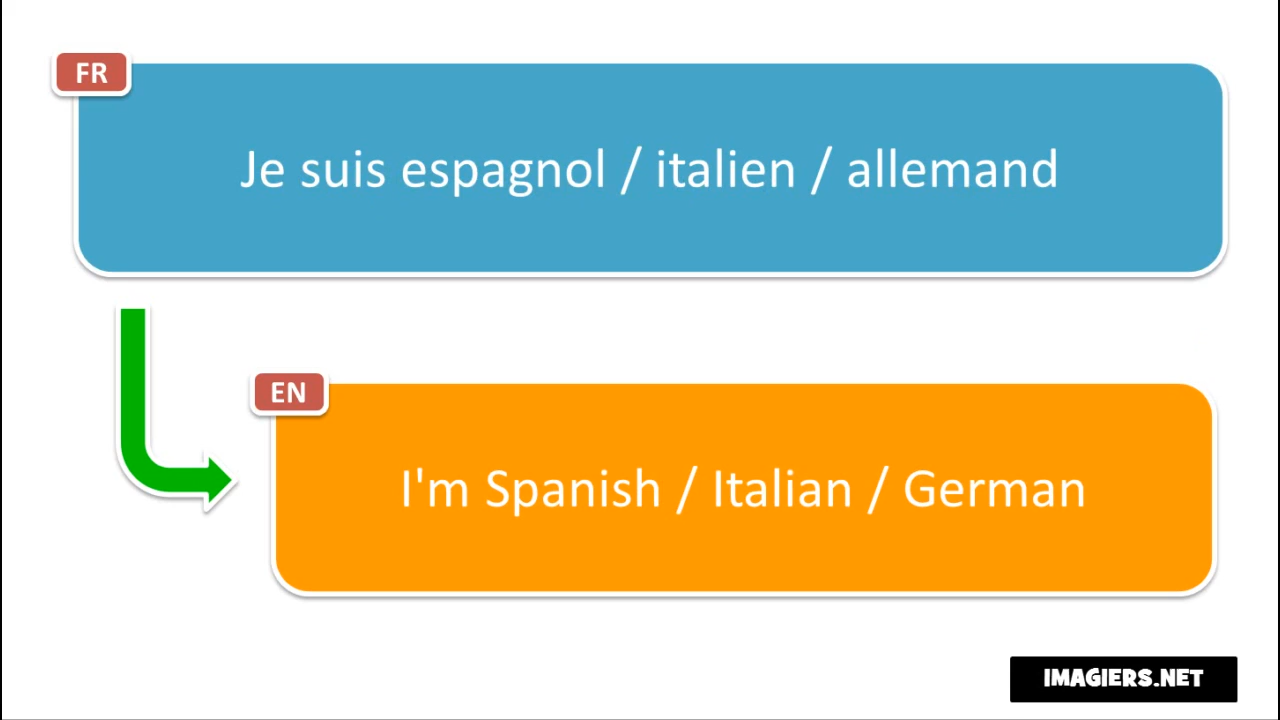 FR
Je suis espagnol / italien / allemand
EN
I'm Spanish / Italian / German
IMAGIERS.NET